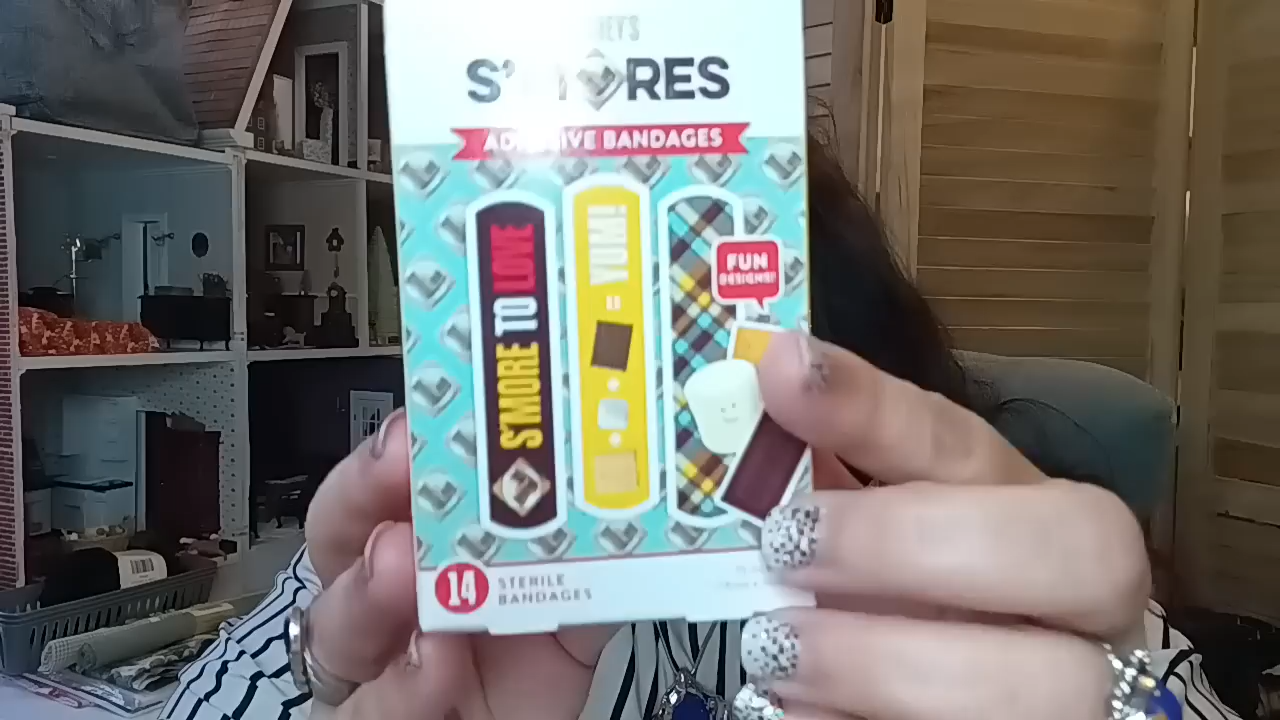 S'MORES
ADHESIVE BANDAGES
S'MORE TO LOVE
= YUM!
FUN
DESIGNS!
14
STERILE
BANDAGES